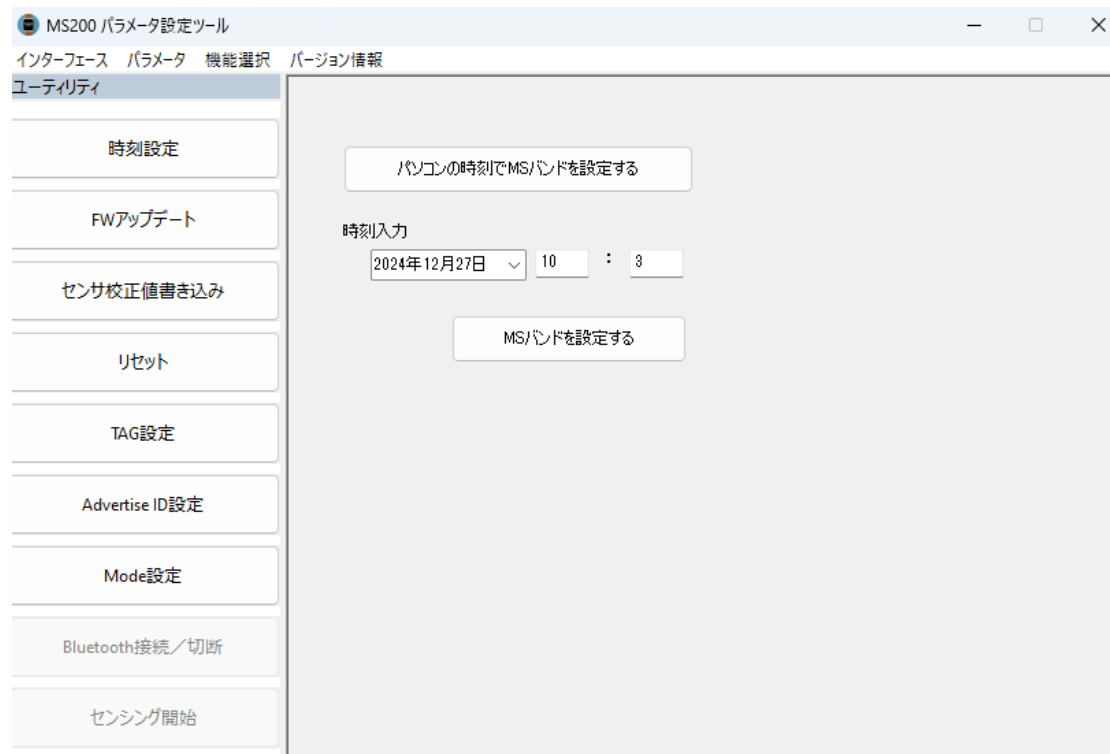 MS200 パラメータ設定ツール
インターフェース パラメータ 機能選択 バージョン情報
ユーティリティ
時刻設定
FWアップデート
センサ校正値書き込み
リセット
TAG設定
Advertise ID設定
Mode設定
Bluetooth接続／切断
センシング開始
パソコンの時刻でMSバンドを設定する
時刻入力
2024年12月27日 10 : 3
MSバンドを設定する